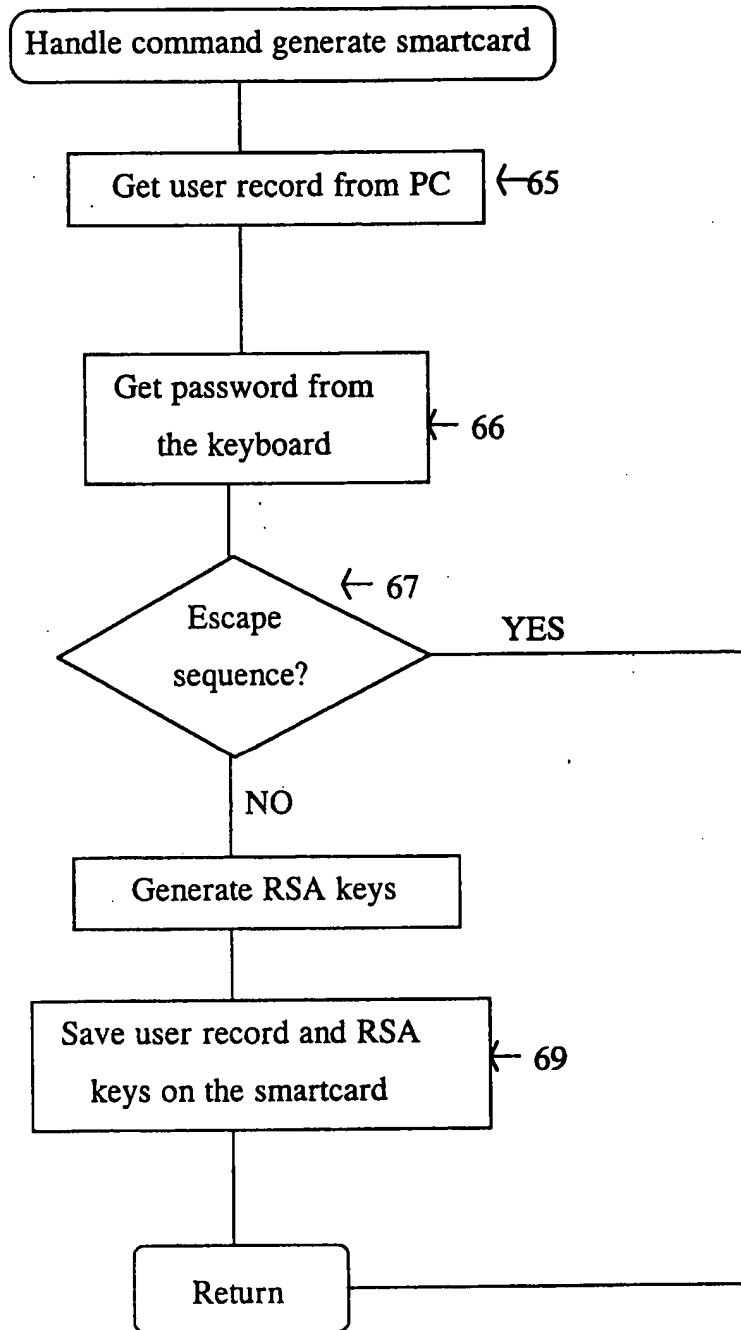 Handle command generate smartcard
Get user record from PC
65
Get password from
the keyboard
66
67
Escape
sequence?
YES
NO
Generate RSA keys
Save user record and RSA
keys on the smartcard
69
Return